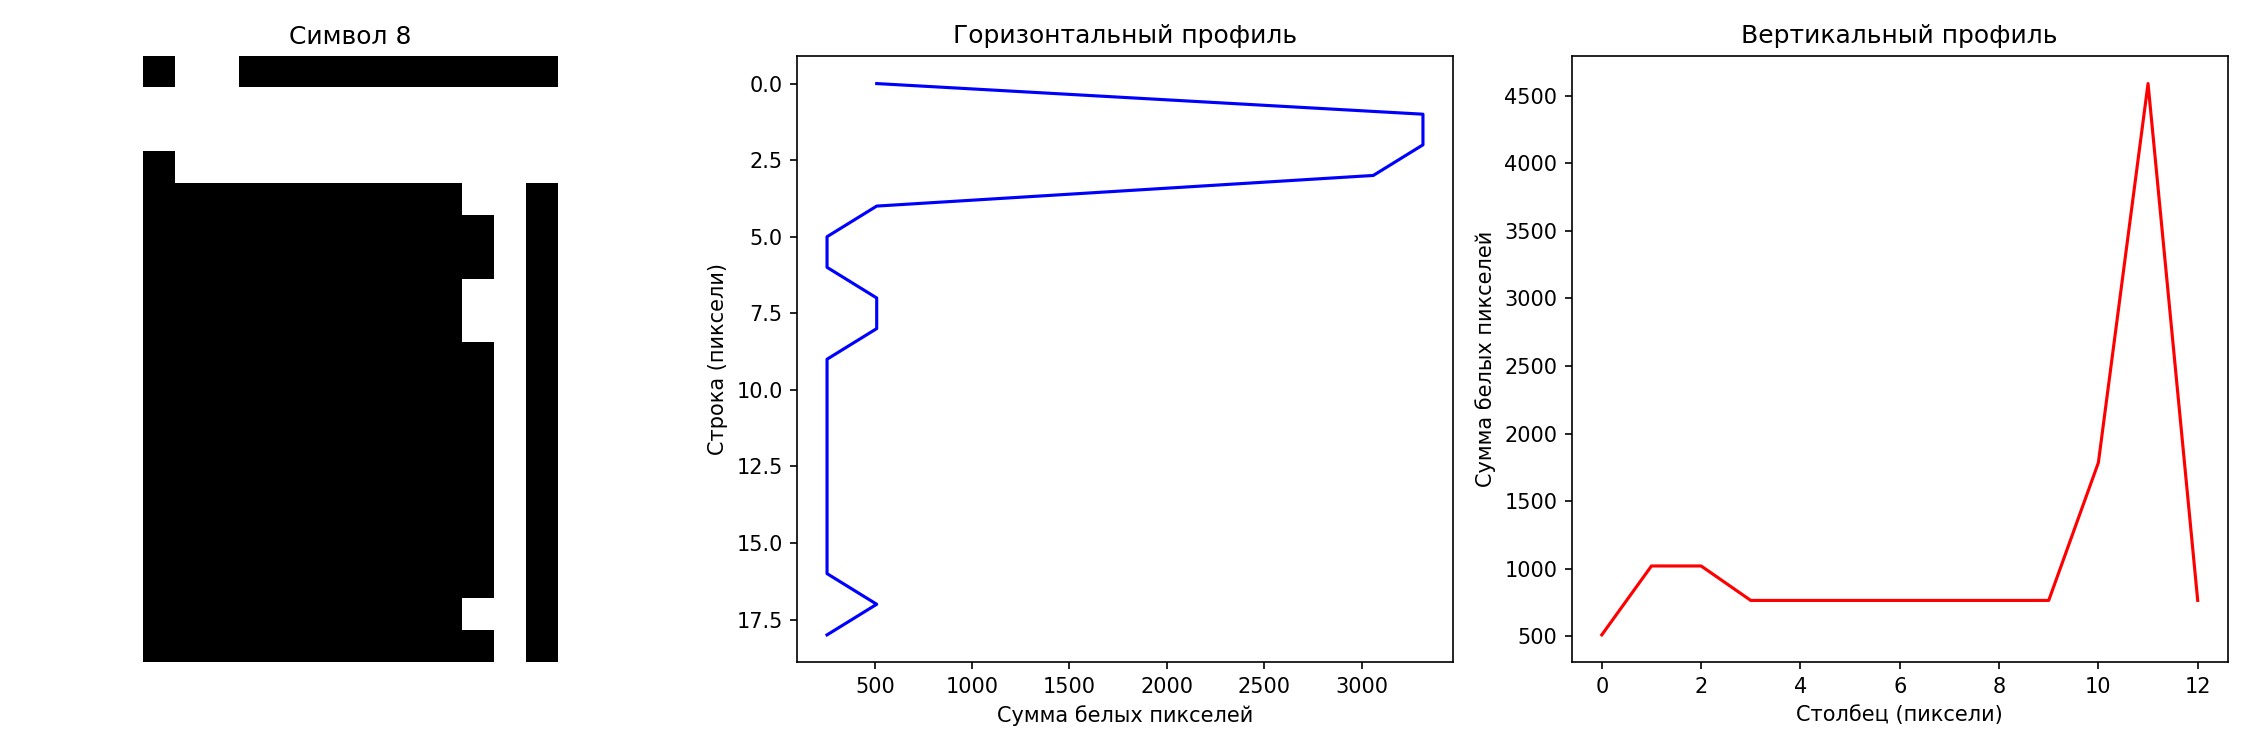 Символ 8
Горизонтальный профиль
0.0
2.5
5.0
7.5
10.0
12.5
15.0
17.5
Строка (пиксели)
500 1000 1500 2000 2500 3000
Сумма белых пикселей
Вертикальный профиль
4500
4000
3500
3000
2500
2000
1500
1000
500
Сумма белых пикселей
0 2 4 6 8 10 12
Столбец (пиксели)